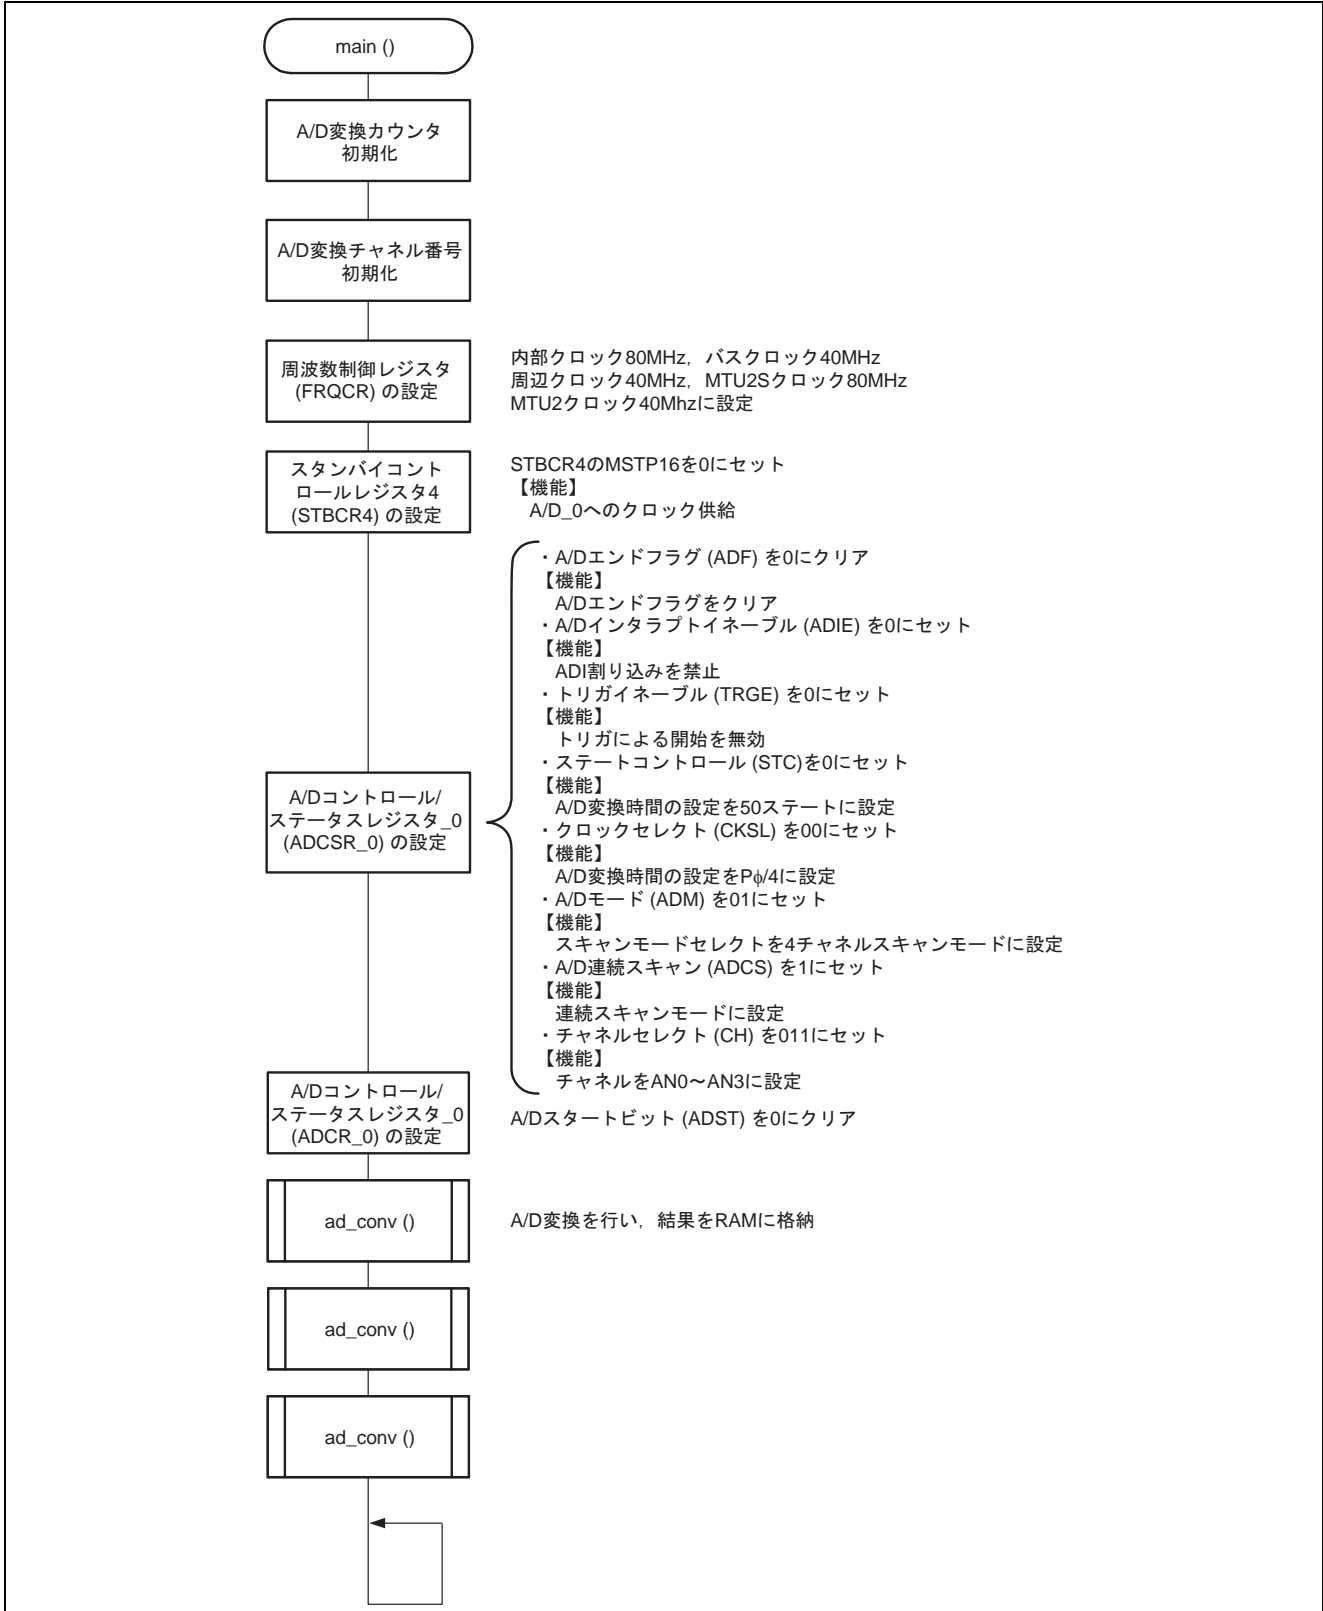 main ()
A/D変換カウンタ
初期化
A/D変換チャネル番号
初期化
周波数制御レジスタ
(FRQCR) の設定
内部クロック80MHz，バスクロック40MHz
周辺クロック40MHz，MTU2Sクロック80MHz
MTU2クロック40Mhzに設定
スタンバイコント
ロールレジスタ4
(STBCR4) の設定
STBCR4のMSTP16を0にセット
【機能】
A/D_0へのクロック供給
A/Dコントロール/
ステータスレジスタ_0
(ADCSR_0) の設定
・A/Dエンドフラグ (ADF) を0にクリア
【機能】
A/Dエンドフラグをクリア
・A/Dインタラプトイネーブル (ADIE) を0にセット
【機能】
ADI割り込みを禁止
・トリガイネーブル (TRGE) を0にセット
【機能】
トリガによる開始を無効
・ステートコントロール (STC)を0にセット
【機能】
A/D変換時間の設定を50ステートに設定
・クロックセレクト (CKSL) を00にセット
【機能】
A/D変換時間の設定をPφ/4に設定
・A/Dモード (ADM) を01にセット
【機能】
スキャンモードセレクトを4チャネルスキャンモードに設定
・A/D連続スキャン (ADCS) を1にセット
【機能】
連続スキャンモードに設定
・チャネルセレクト (CH) を011にセット
【機能】
チャネルをAN0〜AN3に設定
A/Dコントロール/
ステータスレジスタ_0
(ADCR_0) の設定
A/Dスタートビット (ADST) を0にクリア
ad_conv ()
A/D変換を行い，結果をRAMに格納
ad_conv ()
ad_conv ()